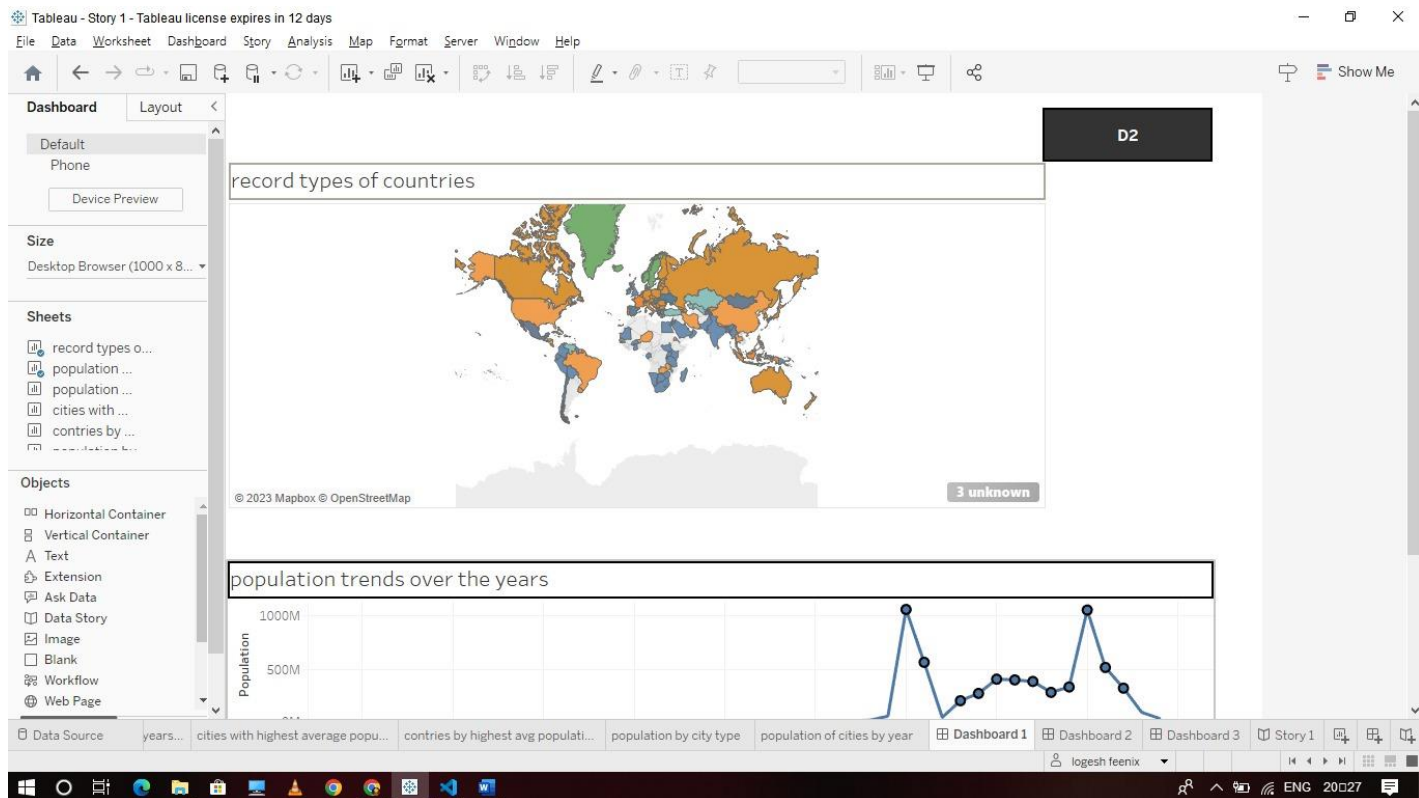 Tableau - Story 1 - Tableau license expires in 12 days
File Data Worksheet Dashboard Story Analysis Map Format Server Window Help
Show Me
Dashboard Layout
Default
Phone
Device Preview
Size
Desktop Browser (1000 x 8...
Sheets
record types o...
population ...
population ...
cities with ...
contries by ...
Objects
Horizontal Container
Vertical Container
Text
Extension
Ask Data
Data Story
Image
Blank
Workflow
Web Page
D2
record types of countries
© 2023 Mapbox © OpenStreetMap
3 unknown
population trends over the years
1000M
500M
Population
Data Source years... cities with highest average popu... contries by highest avg populati... population by city type population of cities by year Dashboard 1 Dashboard 2 Dashboard 3 Story 1
logesh feenix
ENG 20□27